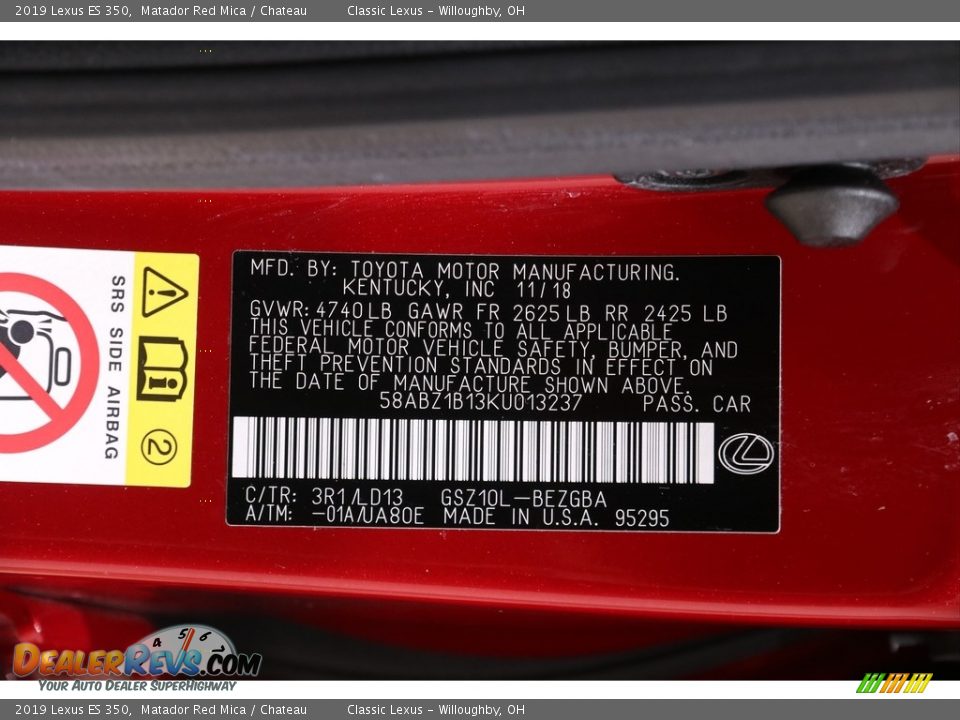 2019 Lexus ES 350, Matador Red Mica / Chateau Classic Lexus - Willoughby, OH
SRS SIDE AIRBAG
2
MFD. BY: TOYOTA MOTOR MANUFACTURING.
KENTUCKY, INC 11/18
GVWR: 4740LB GAWR FR 2625LB RR 2425 LB
THIS VEHICLE CONFORMS TO ALL APPLICABLE
FEDERAL MOTOR VEHICLE SAFETY, BUMPER, AND
THEFT PREVENTION STANDARDS IN EFFECT ON
THE DATE OF MANUFACTURE SHOWN ABOVE.
58ABZ1B13KU013237 PASS. CAR
C/TR: 3R1/LD13 GSZ10L-BEZGBA
A/TM: -01A/UA80E MADE IN U.S.A. 95295
4 5 6 7
DEALERREVS.COM
YOUR AUTO DEALER SUPERHIGHWAY
2019 Lexus ES 350, Matador Red Mica / Chateau Classic Lexus - Willoughby, OH